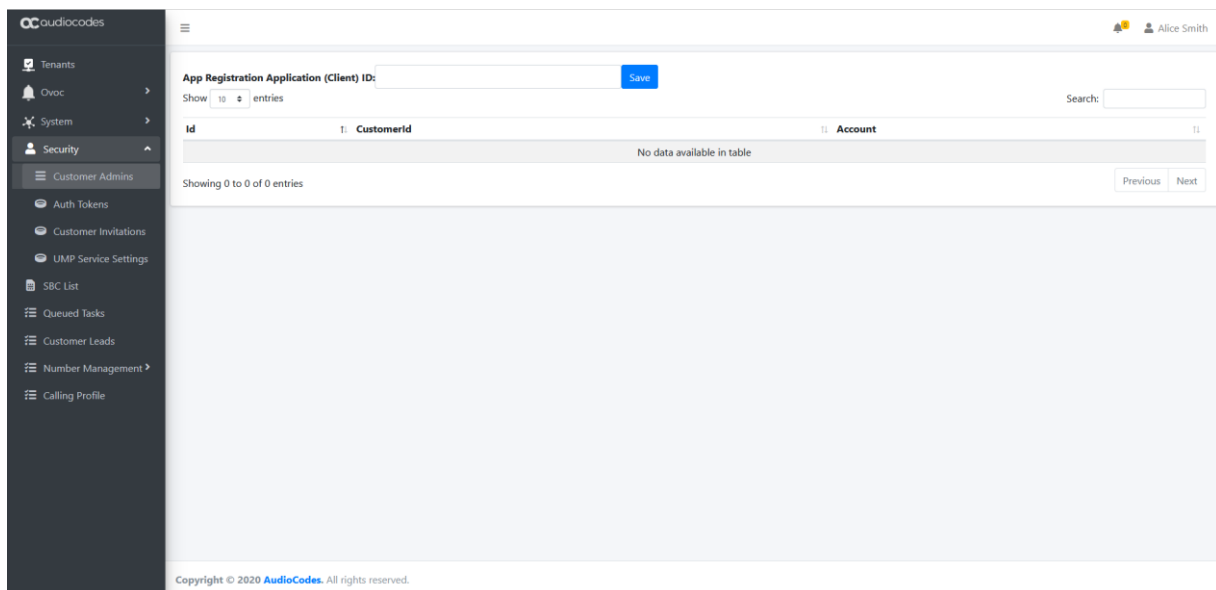 audiocodes
Alice Smith
0
Tenants
Ovoc
System
Security
Customer Admins
Auth Tokens
Customer Invitations
UMP Service Settings
SBC List
Queued Tasks
Customer Leads
Number Management
Calling Profile
App Registration Application (Client) ID:
Save
Show 10 entries
Search:
Id CustomerId Account
No data available in table
Showing 0 to 0 of 0 entries
Previous Next
Copyright © 2020 AudioCodes. All rights reserved.